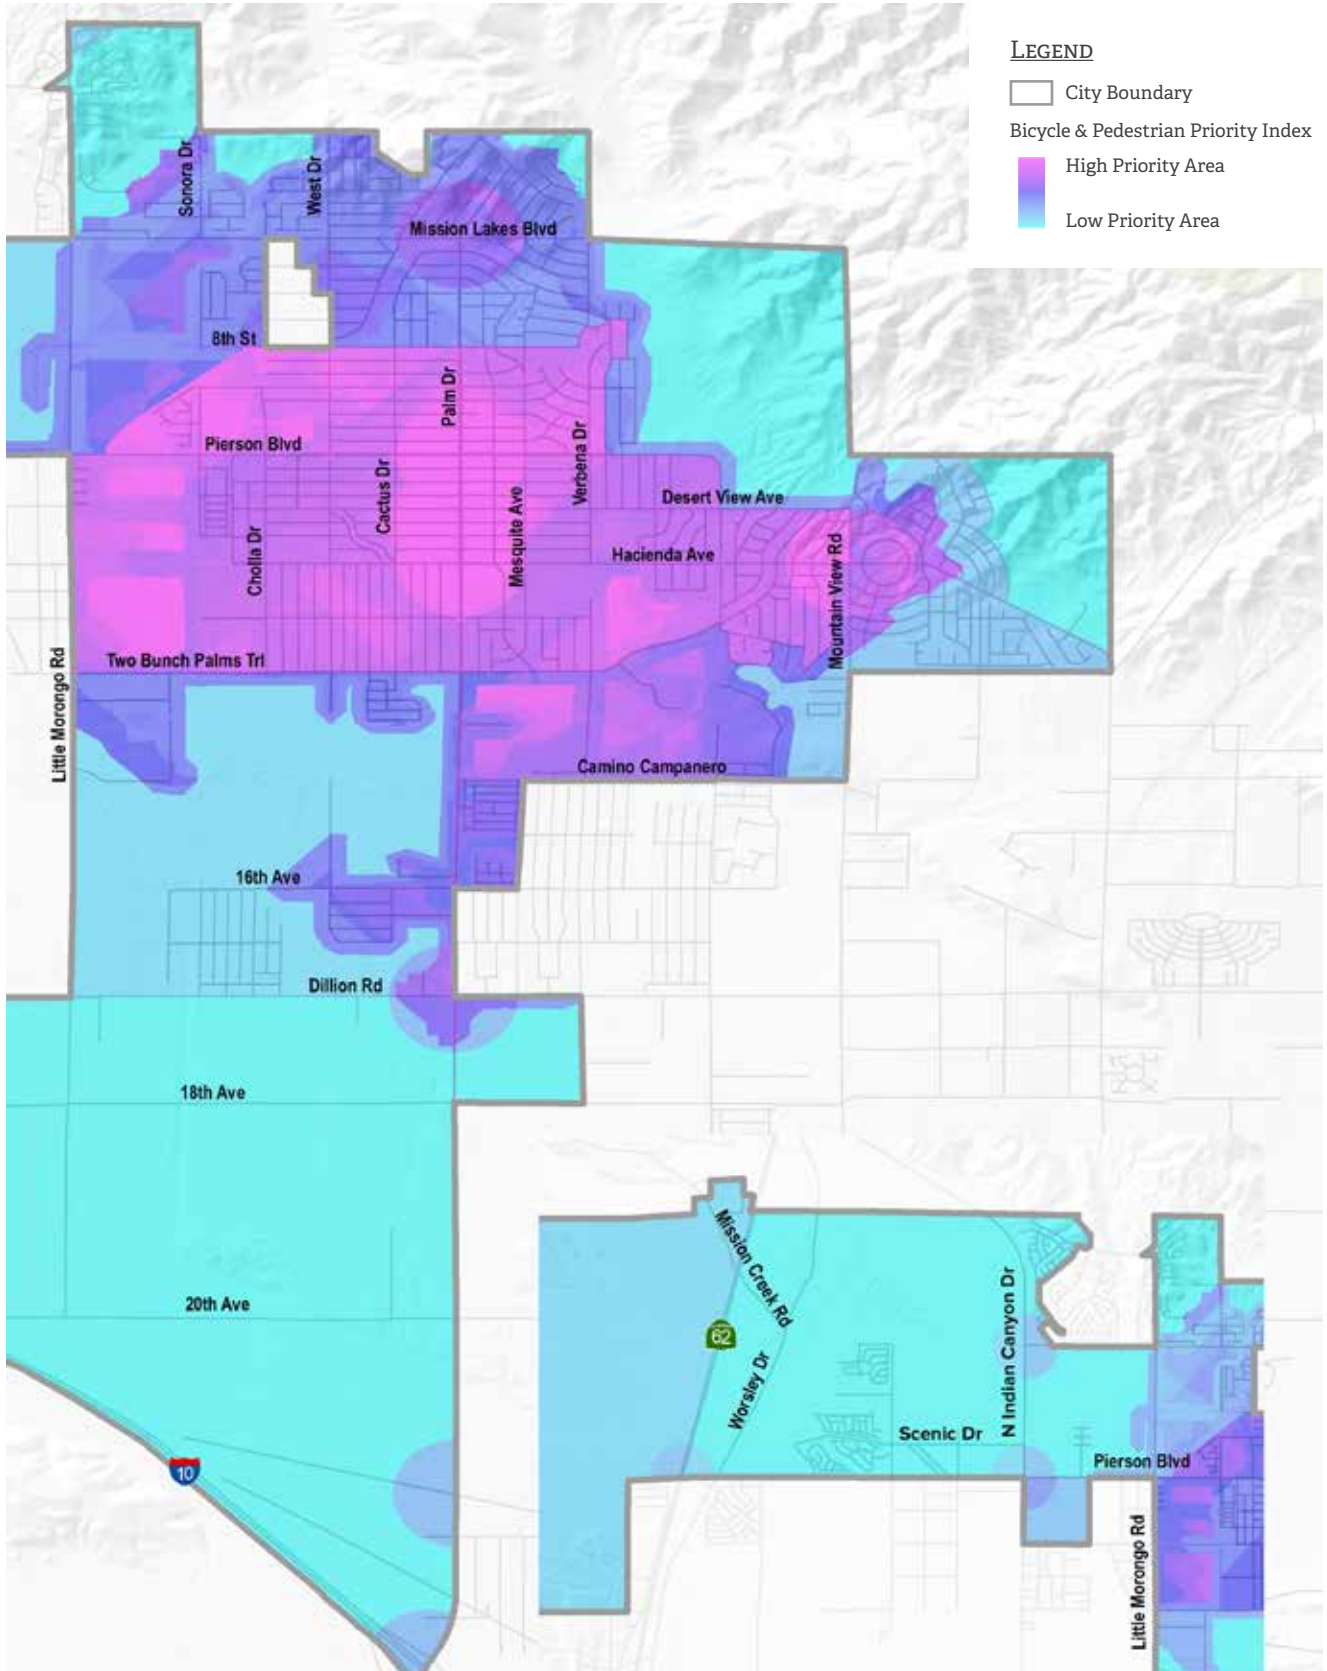 LEGEND
City Boundary
Bicycle & Pedestrian Priority Index
High Priority Area
Low Priority Area
Sonora Dr
West Dr
Mission Lakes Blvd
8th St
Palm Dr
Pierson Blvd
Verbena Dr
Cactus Dr
Mesquite Ave
Desert View Ave
Cholla Dr
Hacienda Ave
Mountain View Rd
Two Bunch Palms Trl
Little Morongo Rd
Camino Campanero
16th Ave
Dillion Rd
18th Ave
20th Ave
10
Mission Creek Rd
62
Worsley Dr
N Indian Canyon Dr
Scenic Dr
Pierson Blvd
Little Morongo Rd